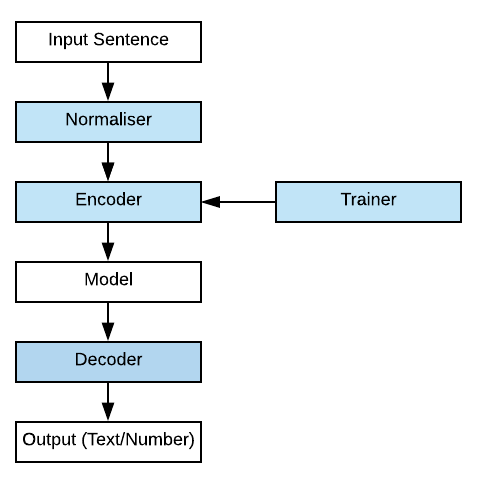 Input Sentence
Normaliser
Encoder
Trainer
Model
Decoder
Output (Text/Number)